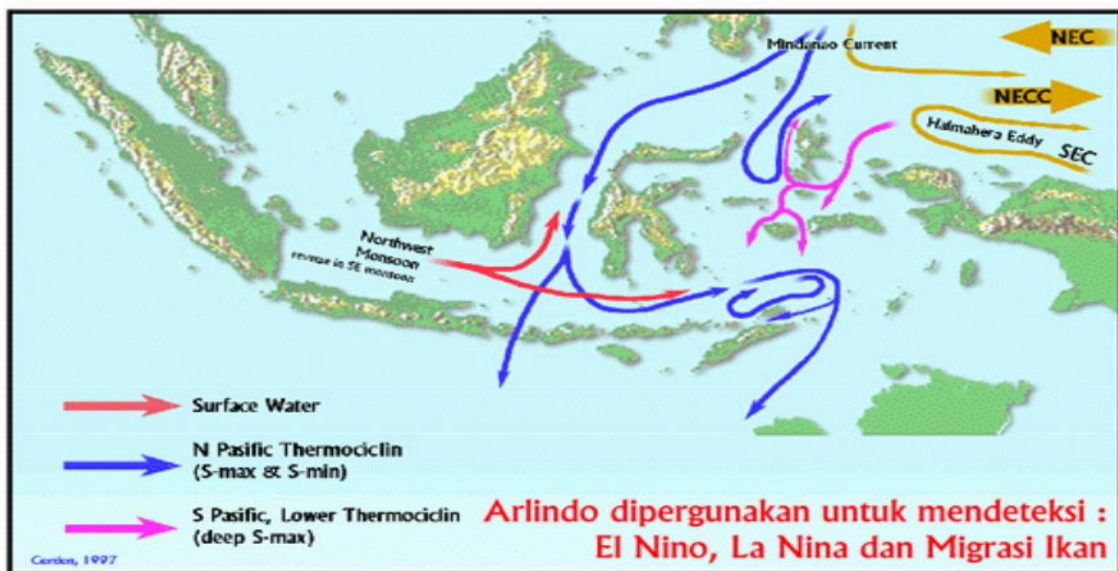 Mindanao Current
NEC
NECC
Halmahera Eddy
SEC
Northwest
Monsoon
reverse in SE monsoon
Surface Water
N Pasific Thermociclin
(S-max & S-min)
S Pasific, Lower Thermociclin
(deep S-max)
Gordon, 1997
Arlindo dipergunakan untuk mendeteksi :
El Nino, La Nina dan Migrasi Ikan